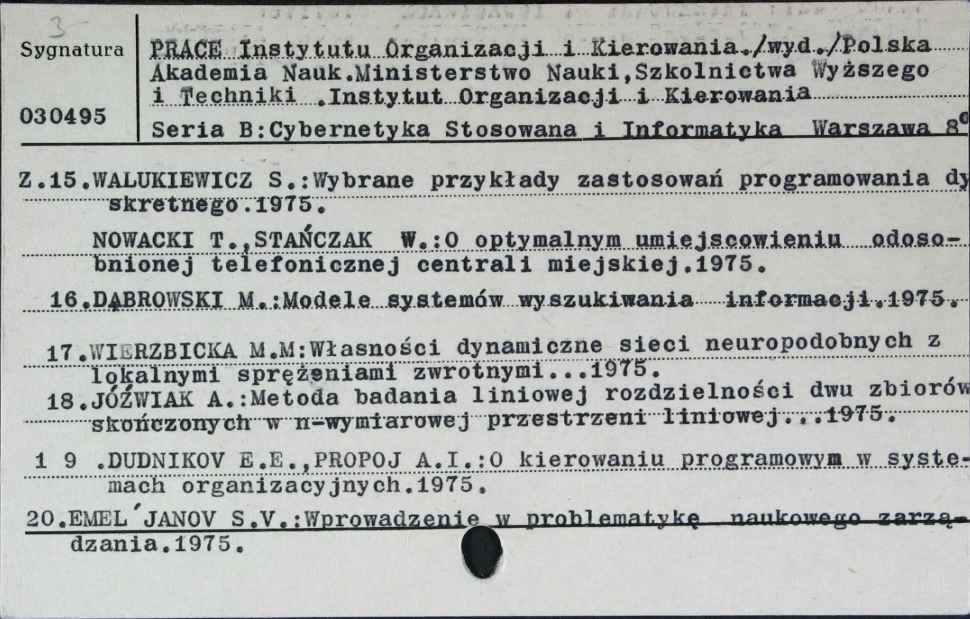 3
Sygnatura
030495
PRACE Instytutu Organizacji i Kierowania./wyd./Polska
Akademia Nauk.Ministerstwo Nauki,Szkolnictwa Wyższego
i Techniki .Instytut Organizacji i Kierowania
Seria B:Cybernetyka Stosowana i Informatyka Warszawa 8°
Z.15.WALUKIEWICZ S.:Wybrane przykłady zastosowań programowania dy
skretnego.1975.
NOWACKI T.,STAŃCZAK W.:O optymalnym umiejscowieniu odoso-
bnionej telefonicznej centrali miejskiej.1975.
16.DĄBROWSKI M.:Modele systemów wyszukiwania informacji.1975.
17.WIERZBICKA M.M:Własności dynamiczne sieci neuropodobnych z
lokalnymi sprężeniami zwrotnymi...1975.
18.JÓŹWIAK A.:Metoda badania liniowej rozdzielności dwu zbiorów
skończonych w n-wymiarowej przestrzeni liniowej...1975.
1 9 .DUDNIKOV E.E.,PROPOJ A.I.:O kierowaniu programowym w syste-
mach organizacyjnych.1975.
20.EMEL´JANOV S.V.:Wprowadzenie w problematykę naukowego zarzą-
dzania.1975.